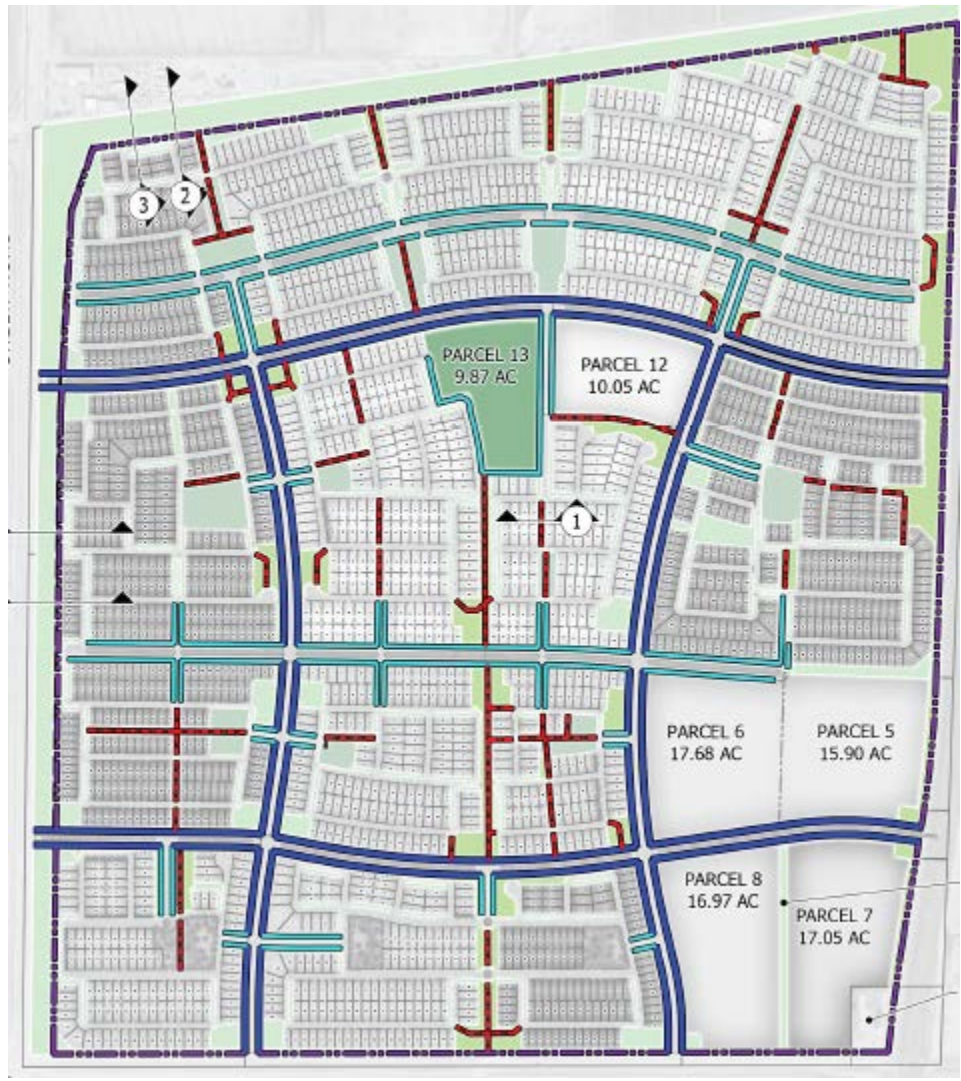 3
2
PARCEL 13
9.87 AC
PARCEL 12
10.05 AC
1
PARCEL 6
17.68 AC
PARCEL 5
15.90 AC
PARCEL 8
16.97 AC
PARCEL 7
17.05 AC